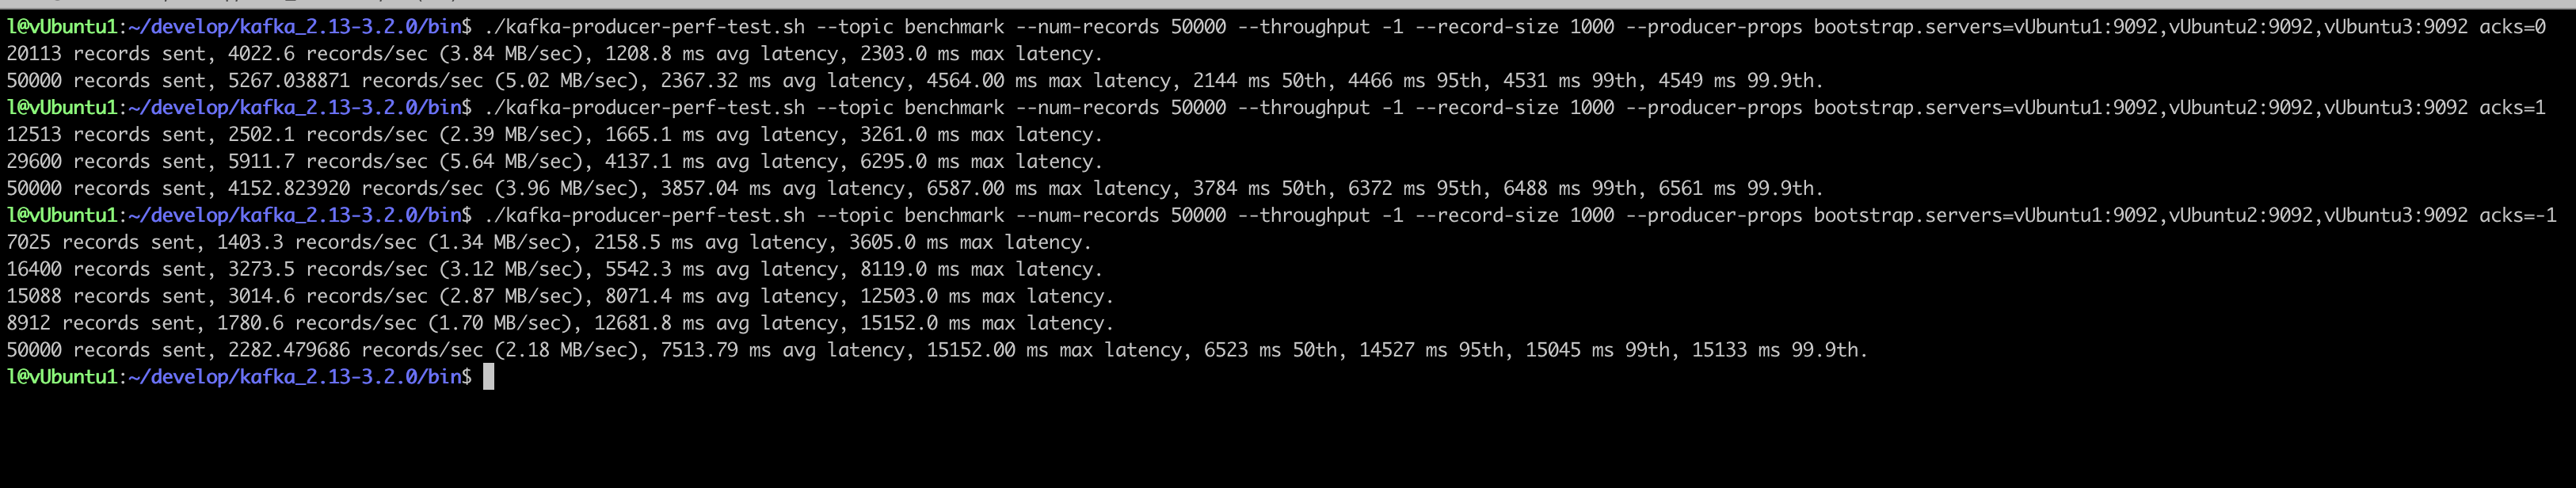 l@vUbuntu1:~/develop/kafka_2.13-3.2.0/bin$ ./kafka-producer-perf-test.sh --topic benchmark --num-records 50000 --throughput -1 --record-size 1000 --producer-props bootstrap.servers=vUbuntu1:9092,vUbuntu2:9092,vUbuntu3:9092 acks=0
20113 records sent, 4022.6 records/sec (3.84 MB/sec), 1208.8 ms avg latency, 2303.0 ms max latency.
50000 records sent, 5267.038871 records/sec (5.02 MB/sec), 2367.32 ms avg latency, 4564.00 ms max latency, 2144 ms 50th, 4466 ms 95th, 4531 ms 99th, 4549 ms 99.9th.
l@vUbuntu1:~/develop/kafka_2.13-3.2.0/bin$ ./kafka-producer-perf-test.sh --topic benchmark --num-records 50000 --throughput -1 --record-size 1000 --producer-props bootstrap.servers=vUbuntu1:9092,vUbuntu2:9092,vUbuntu3:9092 acks=1
12513 records sent, 2502.1 records/sec (2.39 MB/sec), 1665.1 ms avg latency, 3261.0 ms max latency.
29600 records sent, 5911.7 records/sec (5.64 MB/sec), 4137.1 ms avg latency, 6295.0 ms max latency.
50000 records sent, 4152.823920 records/sec (3.96 MB/sec), 3857.04 ms avg latency, 6587.00 ms max latency, 3784 ms 50th, 6372 ms 95th, 6488 ms 99th, 6561 ms 99.9th.
l@vUbuntu1:~/develop/kafka_2.13-3.2.0/bin$ ./kafka-producer-perf-test.sh --topic benchmark --num-records 50000 --throughput -1 --record-size 1000 --producer-props bootstrap.servers=vUbuntu1:9092,vUbuntu2:9092,vUbuntu3:9092 acks=-1
7025 records sent, 1403.3 records/sec (1.34 MB/sec), 2158.5 ms avg latency, 3605.0 ms max latency.
16400 records sent, 3273.5 records/sec (3.12 MB/sec), 5542.3 ms avg latency, 8119.0 ms max latency.
15088 records sent, 3014.6 records/sec (2.87 MB/sec), 8071.4 ms avg latency, 12503.0 ms max latency.
8912 records sent, 1780.6 records/sec (1.70 MB/sec), 12681.8 ms avg latency, 15152.0 ms max latency.
50000 records sent, 2282.479686 records/sec (2.18 MB/sec), 7513.79 ms avg latency, 15152.00 ms max latency, 6523 ms 50th, 14527 ms 95th, 15045 ms 99th, 15133 ms 99.9th.
l@vUbuntu1:~/develop/kafka_2.13-3.2.0/bin$